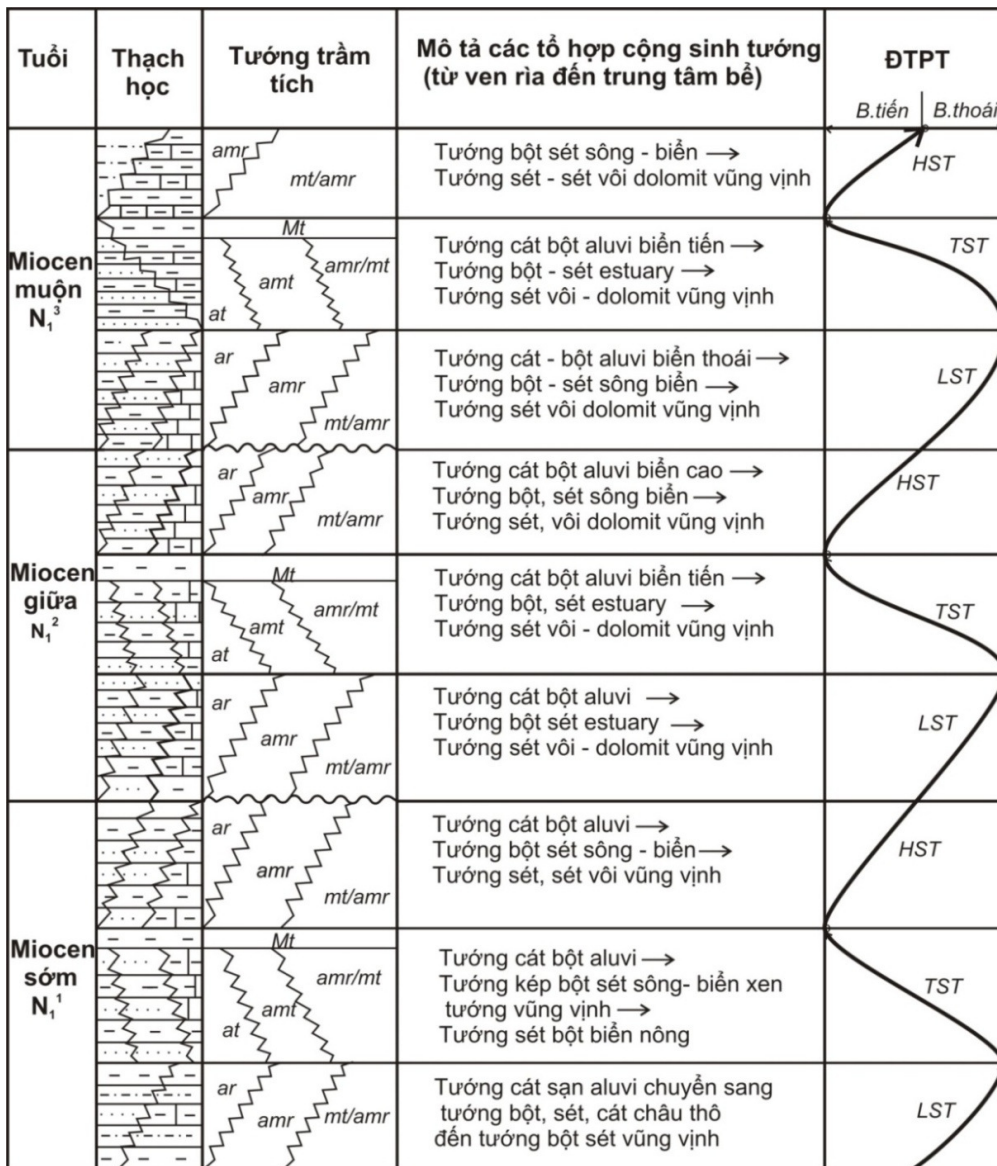 Tuổi
Thạch
học
Tướng trầm
tích
Mô tả các tổ hợp cộng sinh tướng
(từ ven rìa đến trung tâm bể)
ĐTPT
B.tiến
B.thoái
Miocen
muộn
N₁³
amr
mt/amr
Tướng bột sét sông - biển →
Tướng sét - sét vôi dolomit vũng vịnh
HST
Mt
at
amt
amr/mt
Tướng cát bột aluvi biển tiến →
Tướng bột - sét estuary →
Tướng sét vôi - dolomit vũng vịnh
TST
ar
amr
mt/amr
Tướng cát - bột aluvi biển thoái →
Tướng bột - sét sông biển →
Tướng sét vôi dolomit vũng vịnh
LST
Miocen
giữa
N₁²
ar
amr
mt/amr
Tướng cát bột aluvi biển cao →
Tướng bột, sét sông biển →
Tướng sét, vôi dolomit vũng vịnh
HST
Mt
at
amt
amr/mt
Tướng cát bột aluvi biển tiến →
Tướng bột, sét estuary →
Tướng sét vôi - dolomit vũng vịnh
TST
ar
amr
mt/amr
Tướng cát bột aluvi →
Tướng bột sét estuary →
Tướng sét vôi - dolomit vũng vịnh
LST
Miocen
sớm
N₁¹
ar
amr
mt/amr
Tướng cát bột aluvi →
Tướng bột sét sông - biển →
Tướng sét, sét vôi vũng vịnh
HST
Mt
at
amt
amr/mt
Tướng cát bột aluvi →
Tướng kép bột sét sông- biển xen
tướng vũng vịnh →
Tướng sét bột biển nông
TST
ar
amr
mt/amr
Tướng cát sạn aluvi chuyển sang
tướng bột, sét, cát châu thô
đến tướng bột sét vũng vịnh
LST